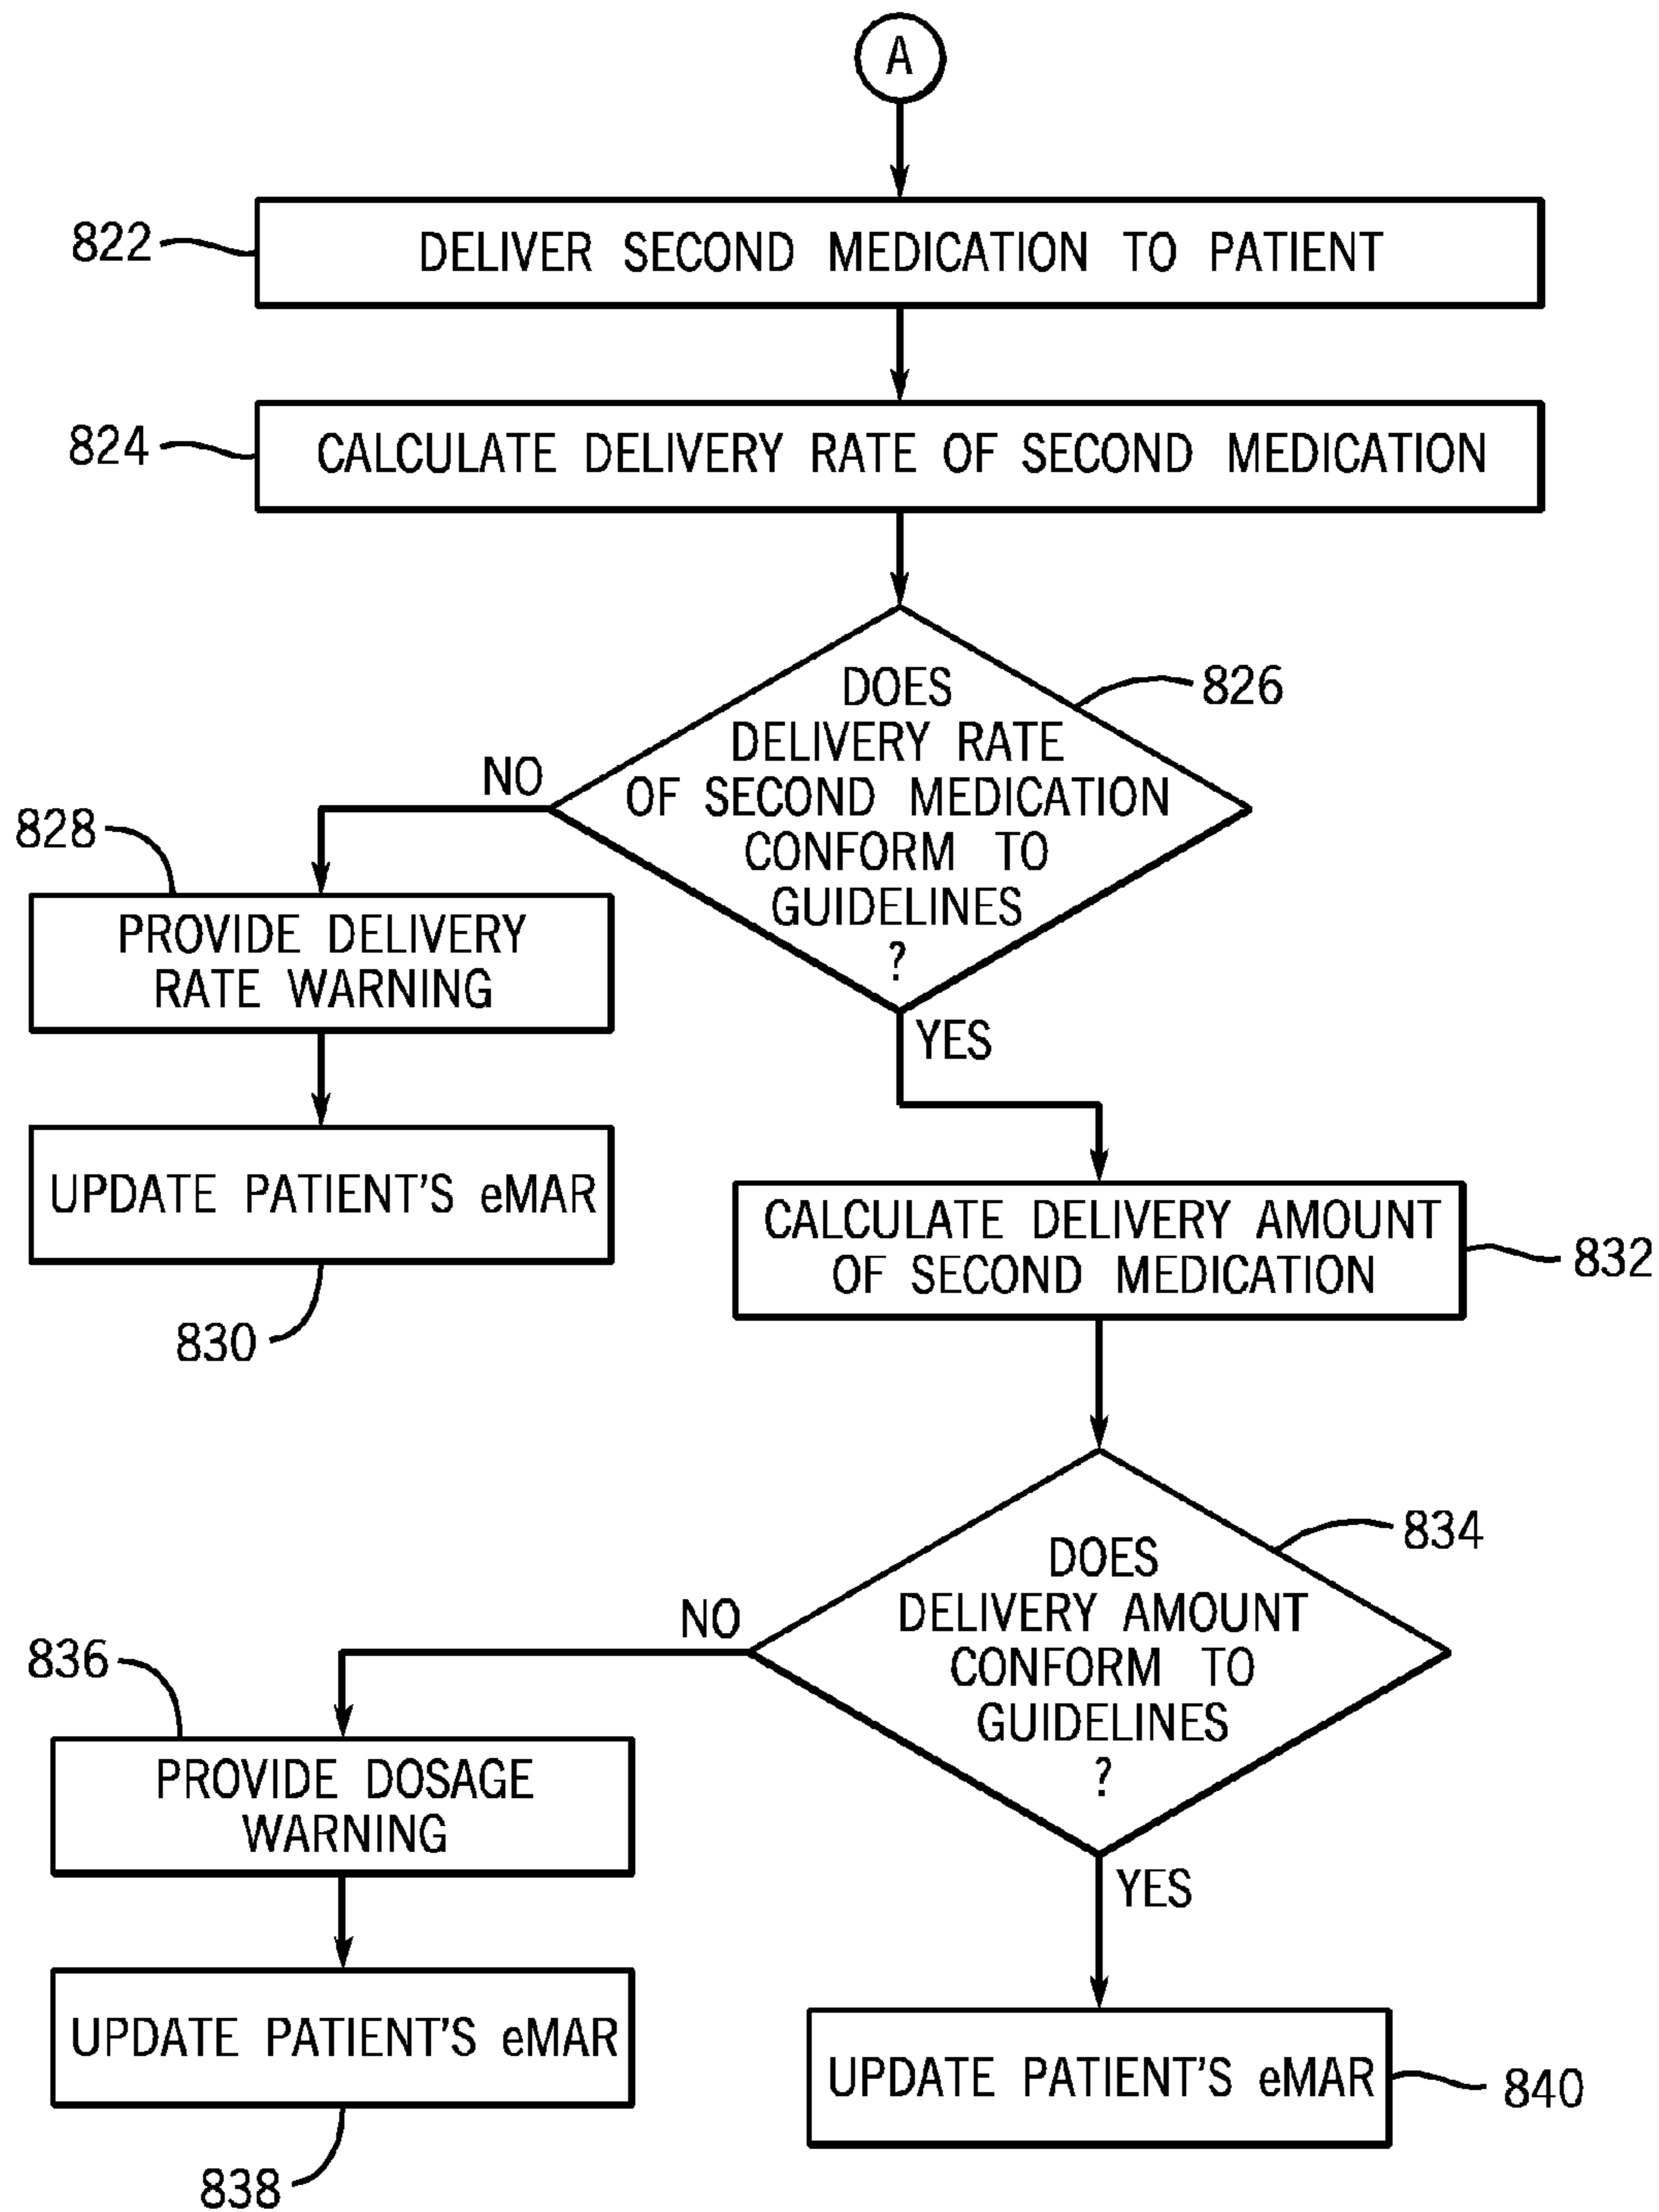 A
822
DELIVER SECOND MEDICATION TO PATIENT
824
CALCULATE DELIVERY RATE OF SECOND MEDICATION
826
DOES
DELIVERY RATE
OF SECOND MEDICATION
CONFORM TO
GUIDELINES
?
NO
YES
828
PROVIDE DELIVERY
RATE WARNING
UPDATE PATIENT'S eMAR
830
CALCULATE DELIVERY AMOUNT
OF SECOND MEDICATION
832
834
DOES
DELIVERY AMOUNT
CONFORM TO
GUIDELINES
?
NO
YES
836
PROVIDE DOSAGE
WARNING
UPDATE PATIENT'S eMAR
838
UPDATE PATIENT'S eMAR
840